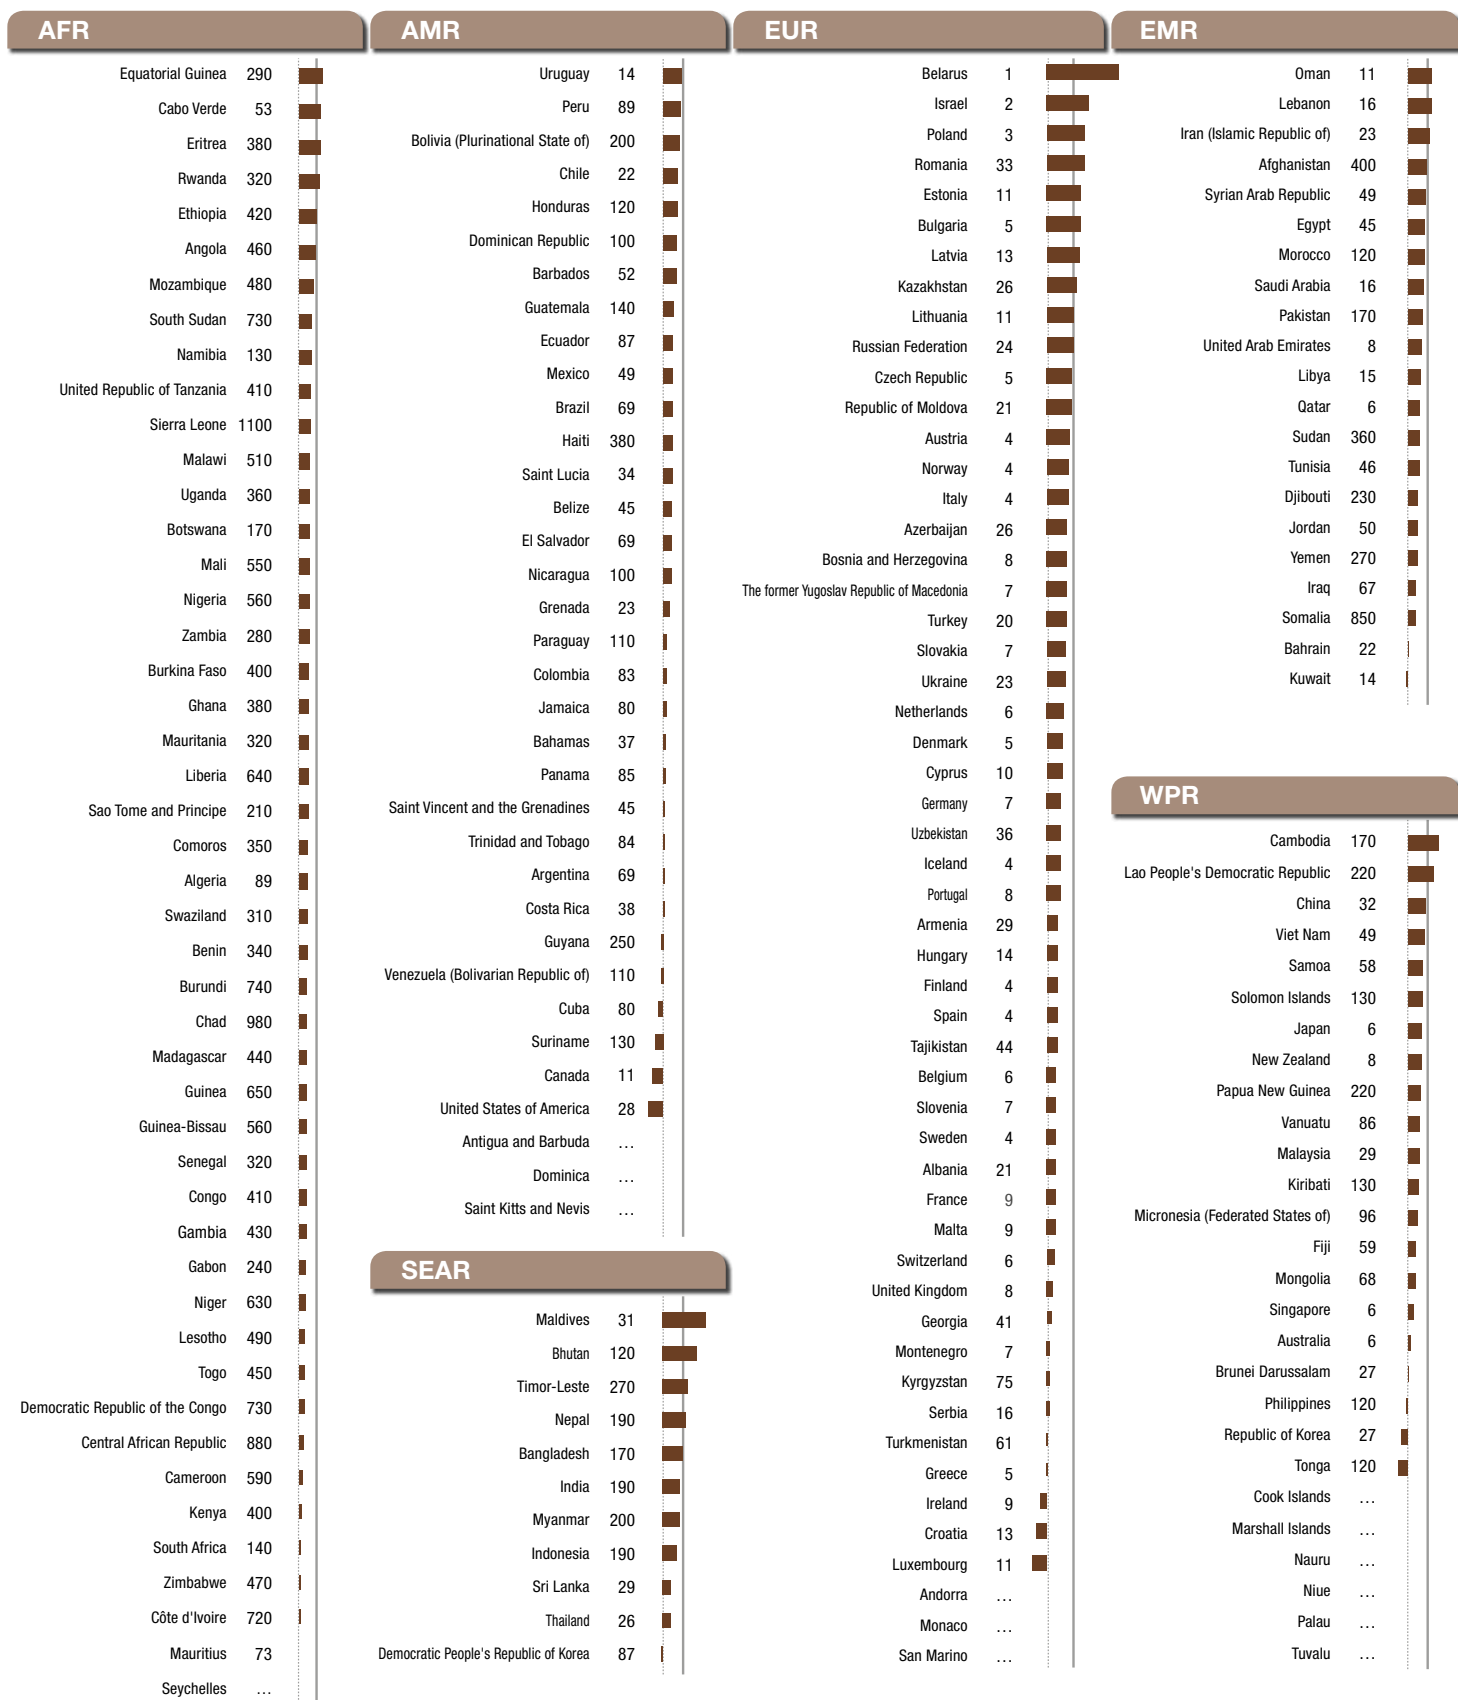 AFR
Equatorial Guinea 290
Cabo Verde 53
Eritrea 380
Rwanda 320
Ethiopia 420
Angola 460
Mozambique 480
South Sudan 730
Namibia 130
United Republic of Tanzania 410
Sierra Leone 1100
Malawi 510
Uganda 360
Botswana 170
Mali 550
Nigeria 560
Zambia 280
Burkina Faso 400
Ghana 380
Mauritania 320
Liberia 640
Sao Tome and Principe 210
Comoros 350
Algeria 89
Swaziland 310
Benin 340
Burundi 740
Chad 980
Madagascar 440
Guinea 650
Guinea-Bissau 560
Senegal 320
Congo 410
Gambia 430
Gabon 240
Niger 630
Lesotho 490
Togo 450
Democratic Republic of the Congo 730
Central African Republic 880
Cameroon 590
Kenya 400
South Africa 140
Zimbabwe 470
Côte d'Ivoire 720
Mauritius 73
Seychelles ...
AMR
Uruguay 14
Peru 89
Bolivia (Plurinational State of) 200
Chile 22
Honduras 120
Dominican Republic 100
Barbados 52
Guatemala 140
Ecuador 87
Mexico 49
Brazil 69
Haiti 380
Saint Lucia 34
Belize 45
El Salvador 69
Nicaragua 100
Grenada 23
Paraguay 110
Colombia 83
Jamaica 80
Bahamas 37
Panama 85
Saint Vincent and the Grenadines 45
Trinidad and Tobago 84
Argentina 69
Costa Rica 38
Guyana 250
Venezuela (Bolivarian Republic of) 110
Cuba 80
Suriname 130
Canada 11
United States of America 28
Antigua and Barbuda ...
Dominica ...
Saint Kitts and Nevis ...
SEAR
Maldives 31
Bhutan 120
Timor-Leste 270
Nepal 190
Bangladesh 170
India 190
Myanmar 200
Indonesia 190
Sri Lanka 29
Thailand 26
Democratic People's Republic of Korea 87
EUR
Belarus 1
Israel 2
Poland 3
Romania 33
Estonia 11
Bulgaria 5
Latvia 13
Kazakhstan 26
Lithuania 11
Russian Federation 24
Czech Republic 5
Republic of Moldova 21
Austria 4
Norway 4
Italy 4
Azerbaijan 26
Bosnia and Herzegovina 8
The former Yugoslav Republic of Macedonia 7
Turkey 20
Slovakia 7
Ukraine 23
Netherlands 6
Denmark 5
Cyprus 10
Germany 7
Uzbekistan 36
Iceland 4
Portugal 8
Armenia 29
Hungary 14
Finland 4
Spain 4
Tajikistan 44
Belgium 6
Slovenia 7
Sweden 4
Albania 21
France 9
Malta 9
Switzerland 6
United Kingdom 8
Georgia 41
Montenegro 7
Kyrgyzstan 75
Serbia 16
Turkmenistan 61
Greece 5
Ireland 9
Croatia 13
Luxembourg 11
Andorra ...
Monaco ...
San Marino ...
EMR
Oman 11
Lebanon 16
Iran (Islamic Republic of) 23
Afghanistan 400
Syrian Arab Republic 49
Egypt 45
Morocco 120
Saudi Arabia 16
Pakistan 170
United Arab Emirates 8
Libya 15
Qatar 6
Sudan 360
Tunisia 46
Djibouti 230
Jordan 50
Yemen 270
Iraq 67
Somalia 850
Bahrain 22
Kuwait 14
WPR
Cambodia 170
Lao People's Democratic Republic 220
China 32
Viet Nam 49
Samoa 58
Solomon Islands 130
Japan 6
New Zealand 8
Papua New Guinea 220
Vanuatu 86
Malaysia 29
Kiribati 130
Micronesia (Federated States of) 96
Fiji 59
Mongolia 68
Singapore 6
Australia 6
Brunei Darussalam 27
Philippines 120
Republic of Korea 27
Tonga 120
Cook Islands ...
Marshall Islands ...
Nauru ...
Niue ...
Palau ...
Tuvalu ...